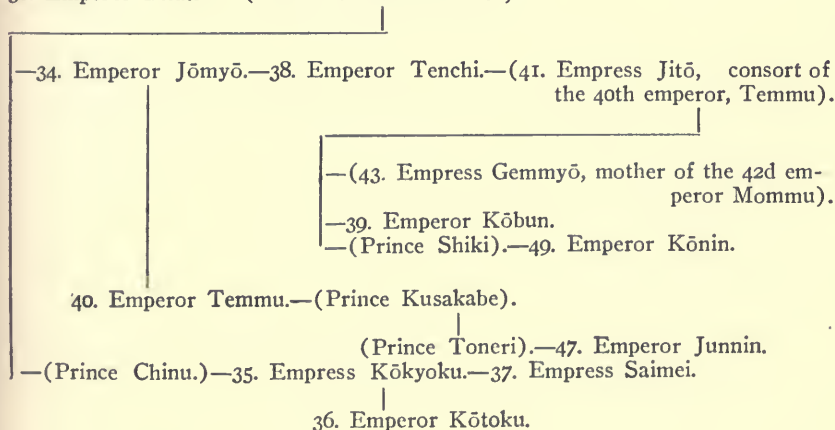 —34. Emperor Jōmyō.—38. Emperor Tenchi.—(41. Empress Jitō, consort of
the 40th emperor, Temmu).
—(43. Empress Gemmyō, mother of the 42d em-
peror Mommu).
—39. Emperor Kōbun.
—(Prince Shiki).—49. Emperor Kōnin.
40. Emperor Temmu.—(Prince Kusakabe).
(Prince Toneri).—47. Emperor Junnin.
—(Prince Chinu.)—35. Empress Kōkyoku.—37. Empress Saimei.
36. Emperor Kōtoku.